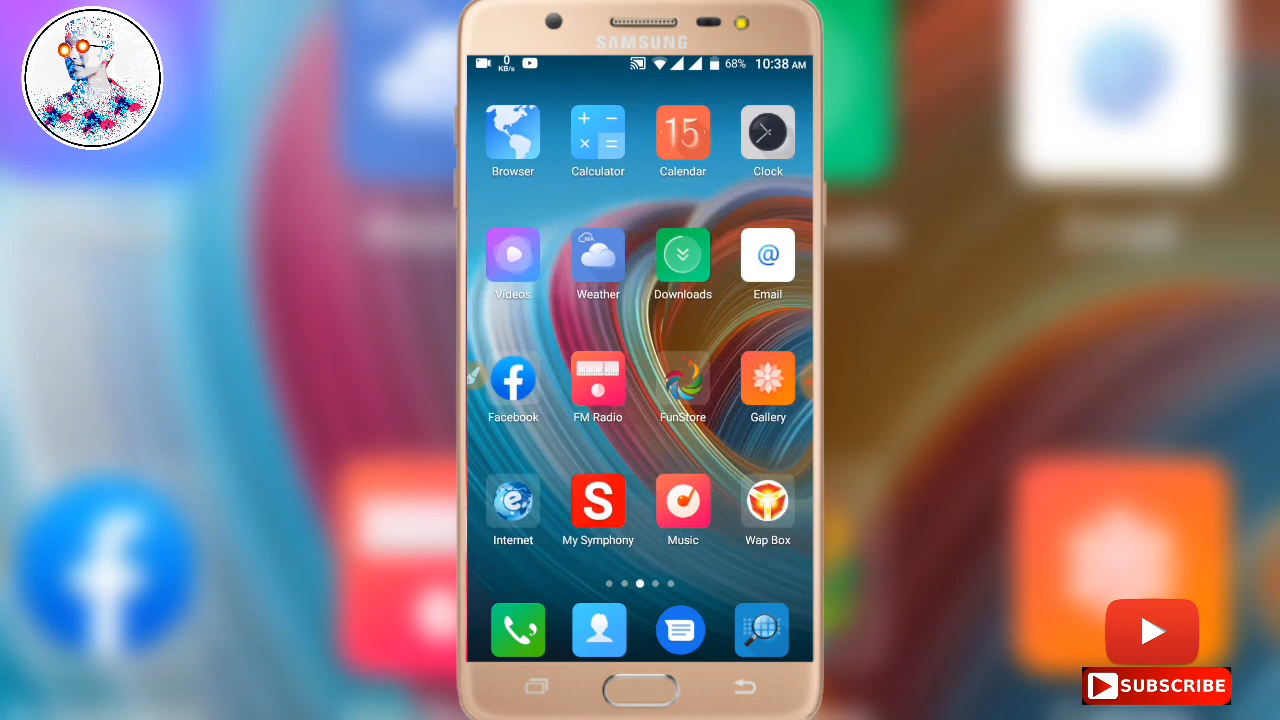 SAMSUNG
0
KB/s
68%
10:38 AM
Browser
Calculator
15
Calendar
Clock
Videos
N/A
Weather
Downloads
@
Email
Facebook
FM Radio
FunStore
Gallery
Internet
S
My Symphony
Music
Wap Box
SUBSCRIBE